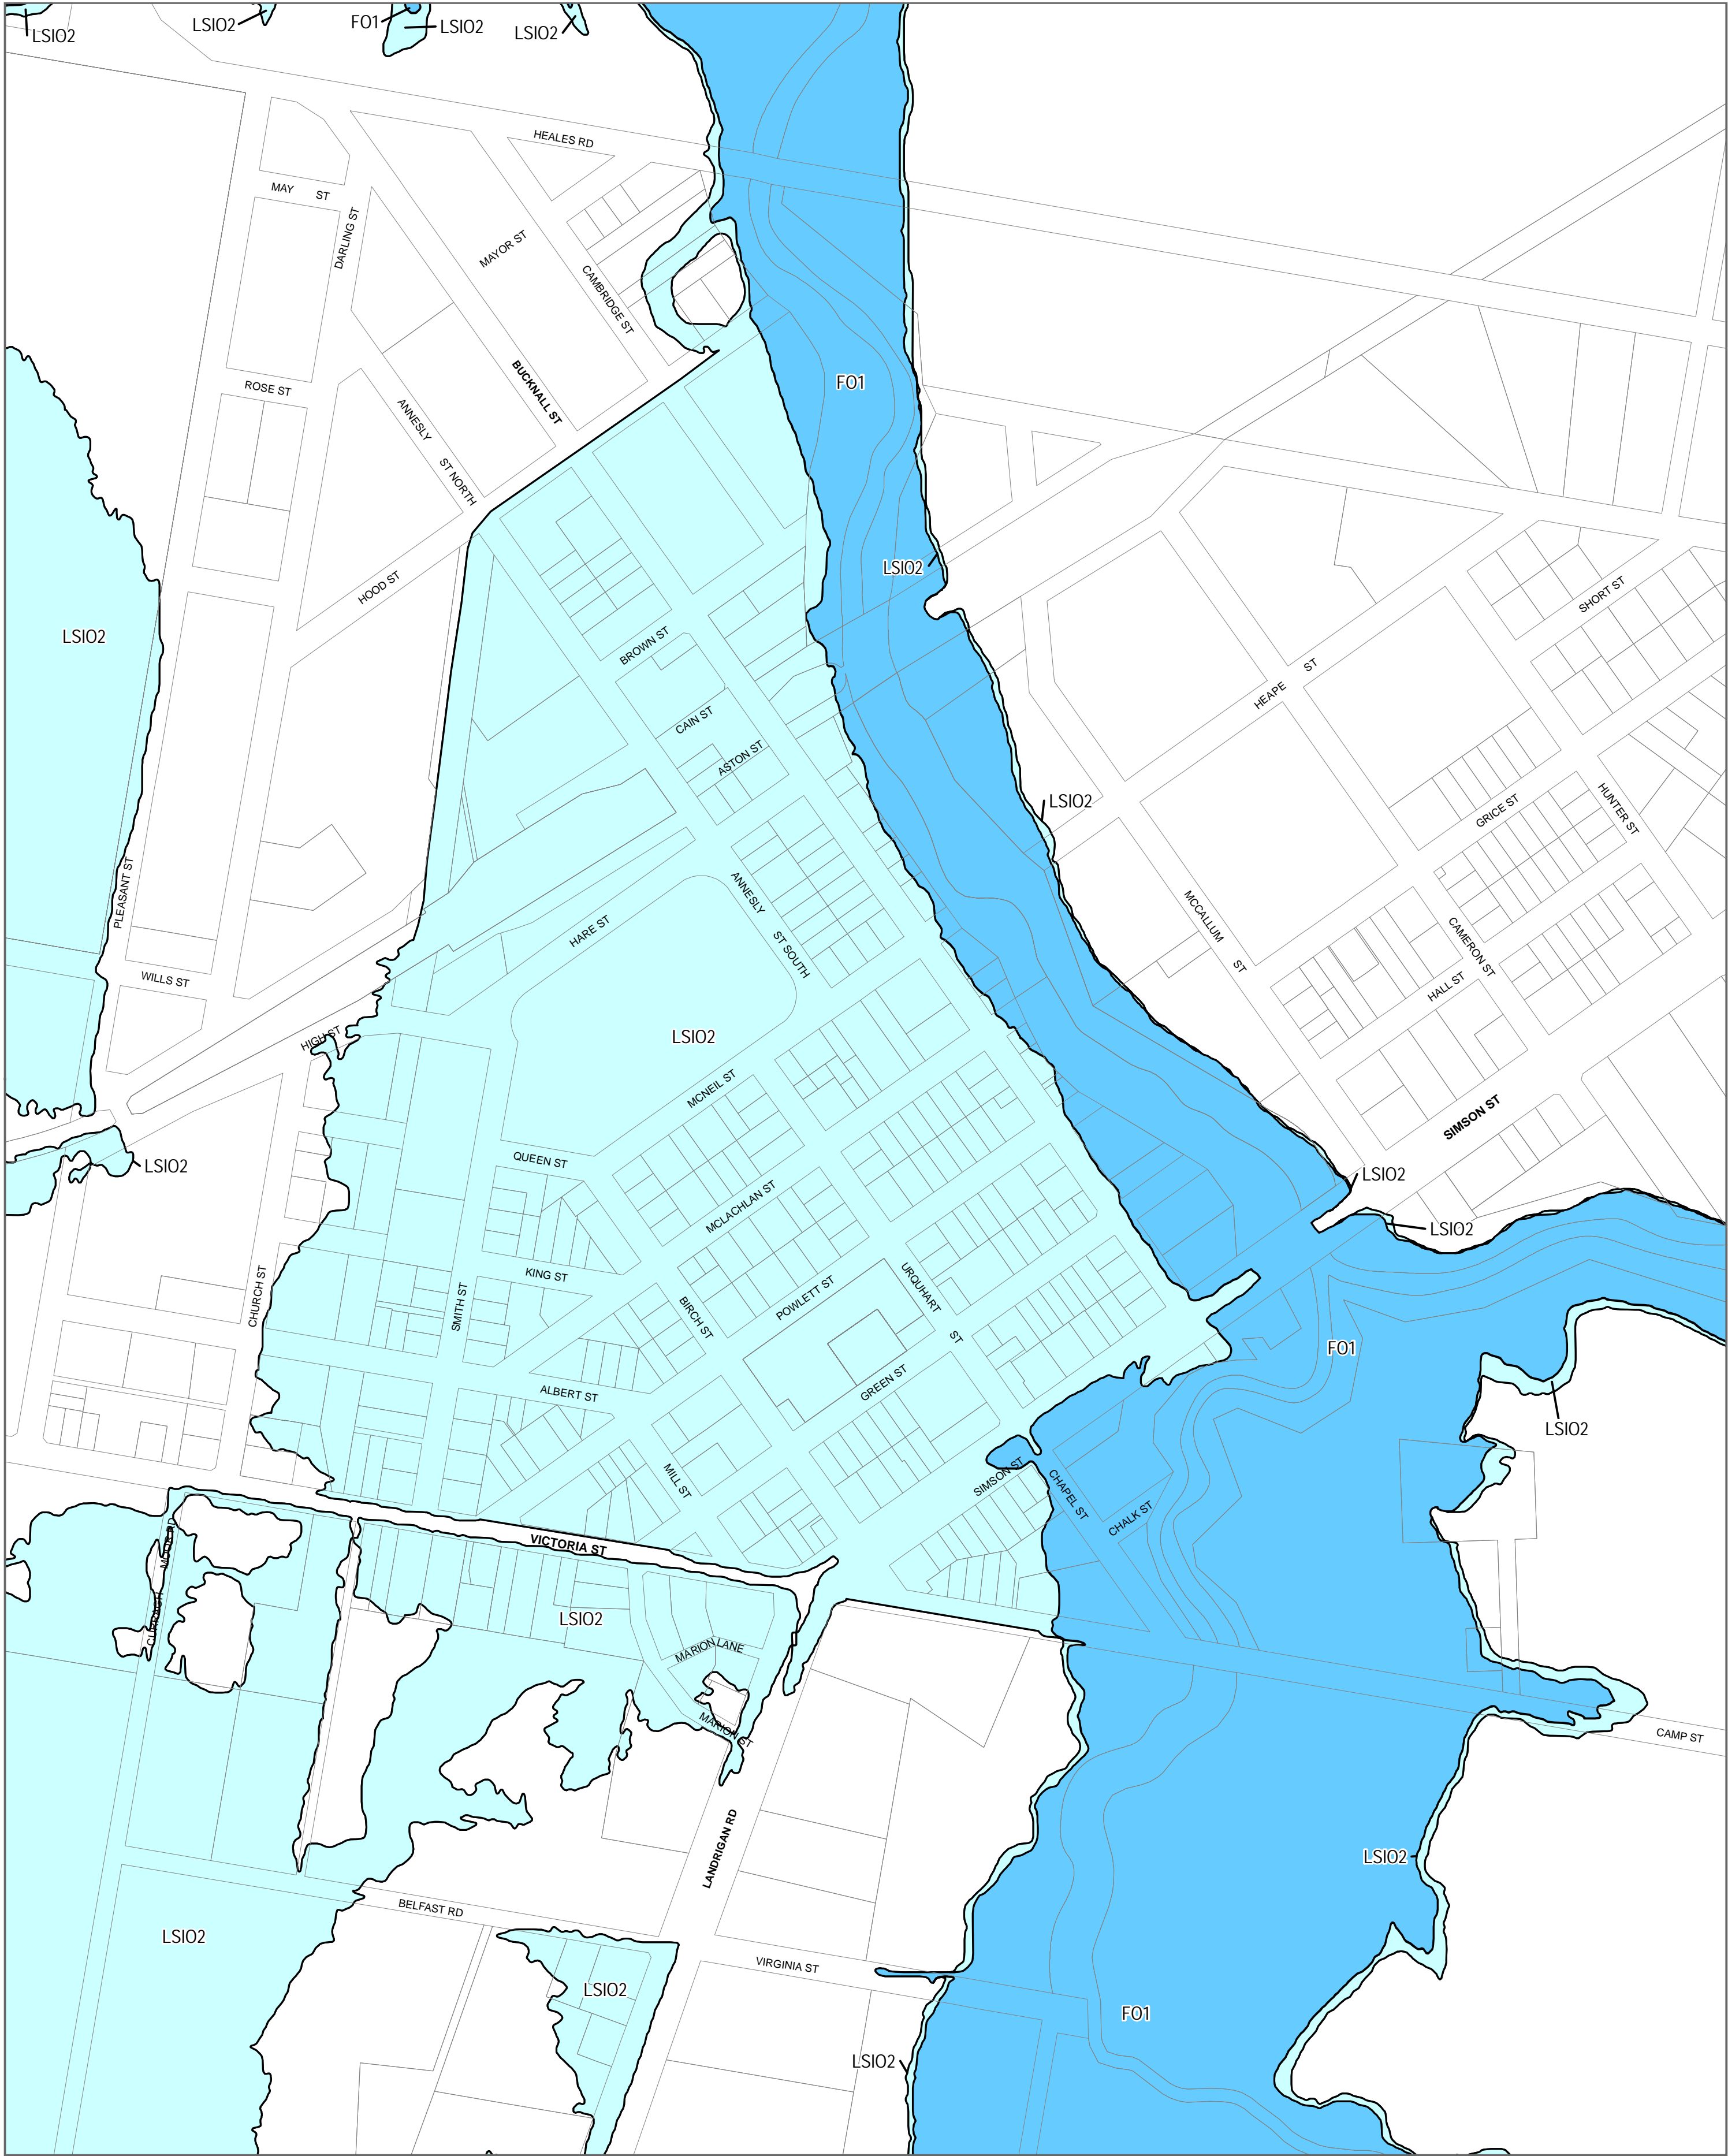 LSIO2
LSIO2
FO1
LSIO2
LSIO2
HEALES RD
MAY ST
DARLING ST
MAYOR ST
CAMBRIDGE ST
ROSE ST
BUCKNALL ST
FO1
ANNESLY ST NORTH
LSIO2
HOOD ST
SHORT ST
LSIO2
BROWN ST
HEAPE ST
CAIN ST
ASTON ST
LSIO2
GRICE ST
HUNTER ST
PLEASANT ST
ANNESLY ST SOUTH
HARE ST
MCCALLUM ST
CAMERON ST
WILLS ST
HALL ST
HIGH ST
LSIO2
MCNEIL ST
SIMSON ST
LSIO2
QUEEN ST
LSIO2
MCLACHLAN ST
LSIO2
KING ST
CHURCH ST
SMITH ST
BIRCH ST
POWLETT ST
URQUHART ST
FO1
ALBERT ST
GREEN ST
LSIO2
MILL ST
SIMSON ST
CHAPEL ST
CHALK ST
VICTORIA ST
CURRAGH MOOR RD
LSIO2
MARION LANE
MARION ST
CAMP ST
LANDRIGAN RD
LSIO2
BELFAST RD
LSIO2
VIRGINIA ST
LSIO2
FO1
LSIO2